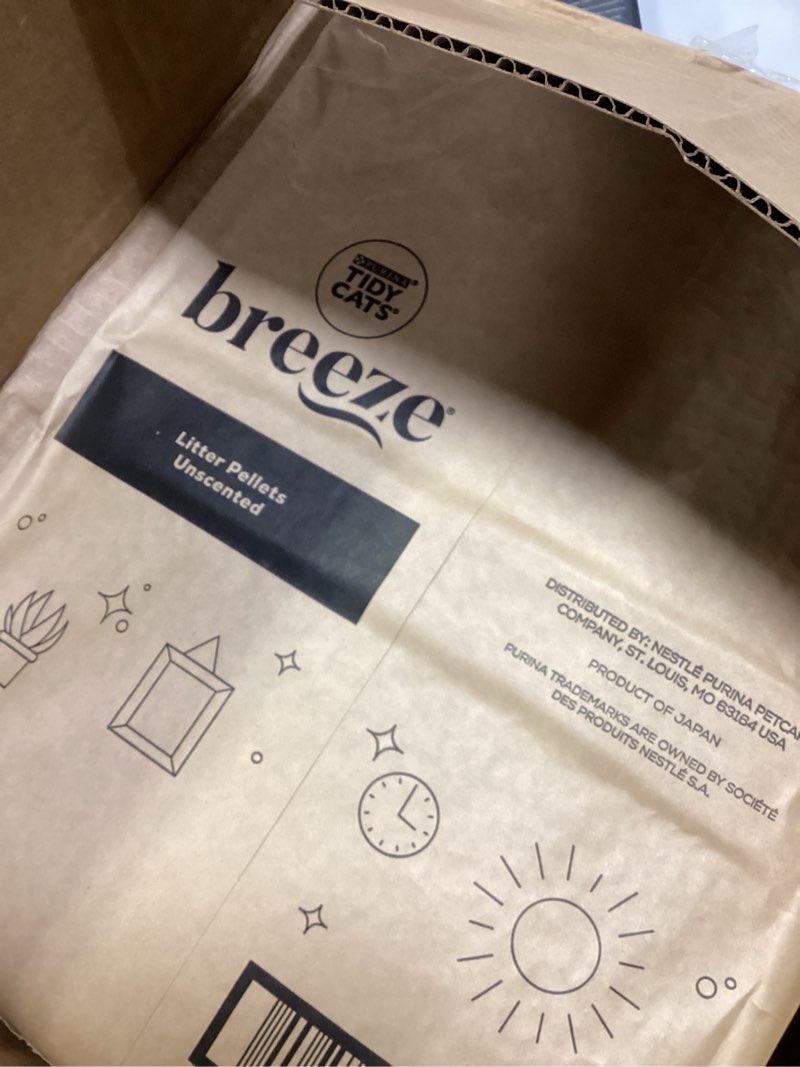 PURINA®
TIDY
CATS®
breeze®
Litter Pellets
Unscented
DISTRIBUTED BY: NESTLÉ PURINA
COMPANY, ST. LOUIS, MO 63164 USA
PRODUCT OF JAPAN
PURINA TRADEMARKS ARE OWNED BY SOCIÉTÉ
DES PRODUITS NESTLÉ S.A.